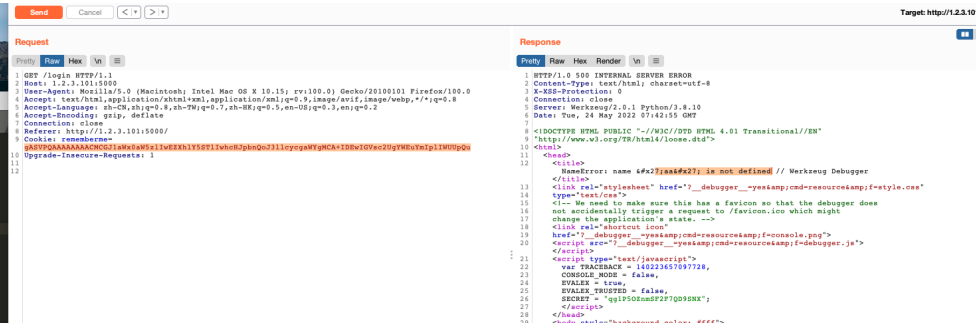 Send Cancel < > Target: http://1.2.3.101
Request
Pretty Raw Hex \n
1 GET /login HTTP/1.1
2 Host: 1.2.3.101:5000
3 User-Agent: Mozilla/5.0 (Macintosh; Intel Mac OS X 10.15; rv:100.0) Gecko/20100101 Firefox/100.0
4 Accept: text/html,application/xhtml+xml,application/xml;q=0.9,image/avif,image/webp,*/*;q=0.8
5 Accept-Language: zh-CN,zh;q=0.8,zh-TW;q=0.7,zh-HK;q=0.5,en-US;q=0.3,en;q=0.2
6 Accept-Encoding: gzip, deflate
7 Connection: close
8 Referer: http://1.2.3.101:5000/
9 Cookie: rememberme=
10 Upgrade-Insecure-Requests: 1
11
12
Response
Pretty Raw Hex Render \n
1 HTTP/1.0 500 INTERNAL SERVER ERROR
2 Content-Type: text/html; charset=utf-8
3 X-XSS-Protection: 0
4 Connection: close
5 Server: Werkzeug/2.0.1 Python/3.8.10
6 Date: Tue, 24 May 2022 07:42:55 GMT
7
8 <!DOCTYPE HTML PUBLIC "-//W3C//DTD HTML 4.01 Transitional//EN"
9 "http://www.w3.org/TR/html4/loose.dtd">
10 <html>
11 <head>
12 <title>
NameError: name &#x27;aa&#x27; is not defined // Werkzeug Debugger
</title>
13 <link rel="stylesheet" href="?__debugger__=yes&amp;cmd=resource&amp;f=style.css"
14 type="text/css">
15 <!-- We need to make sure this has a favicon so that the debugger does
16 not accidentally trigger a request to /favicon.ico which might
17 change the application's state. -->
18 <link rel="shortcut icon"
19 href="?__debugger__=yes&amp;cmd=resource&amp;f=console.png">
20 <script src="?__debugger__=yes&amp;cmd=resource&amp;f=debugger.js">
</script>
21 <script type="text/javascript">
22 var TRACEBACK = 140223657097728,
23 CONSOLE_MODE = false,
24 EVALEX = true,
25 EVALEX_TRUSTED = false,
26 SECRET = "qglP5OZnmSF2F7QD9SNX";
27 </script>
28 </head>